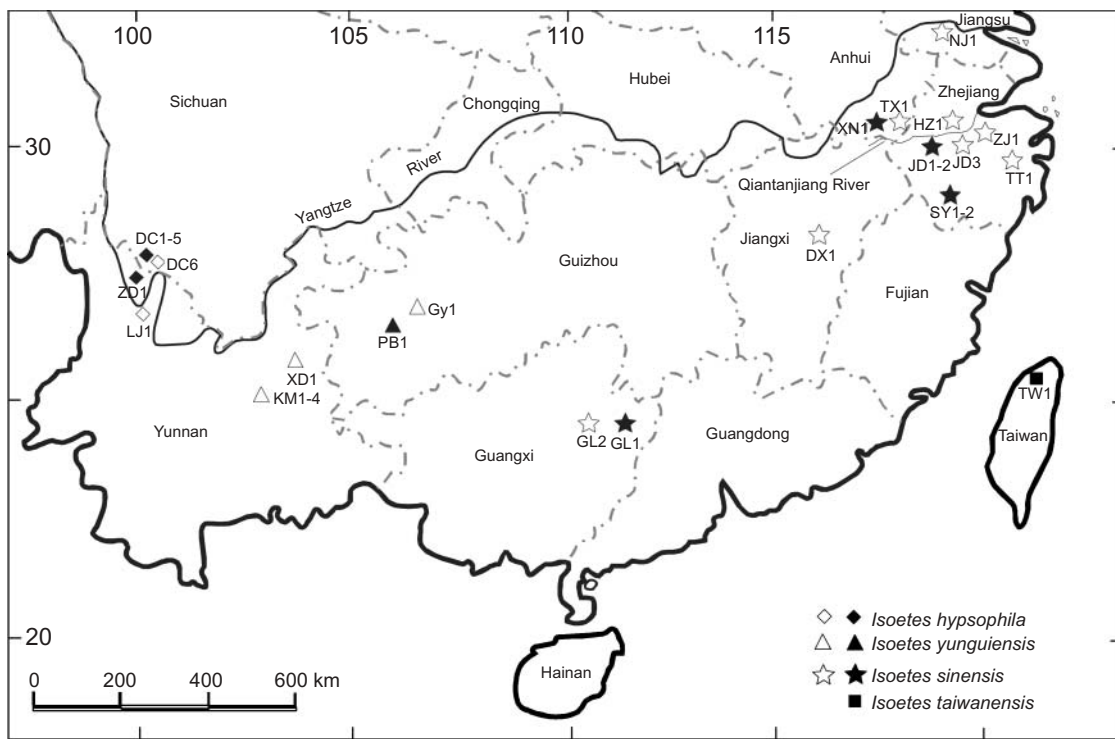 100
105
110
115
Jiangsu
NJ1
Anhui
Hubei
Sichuan
Chongqing
Zhejiang
TX1
XN1
HZ1
ZJ1
30
JD1-2
JD3
TT1
River
Qiantanjiang River
Yangtze
SY1-2
DC1-5
Jiangxi
DX1
DC6
Guizhou
ZD1
Fujian
LJ1
Gy1
PB1
XD1
KM1-4
TW1
Yunnan
Guangxi
GL2
GL1
Guangdong
Taiwan
Isoetes hypsophila
20
Isoetes yunguiensis
Hainan
Isoetes sinensis
0 200 400 600 km
Isoetes taiwanensis